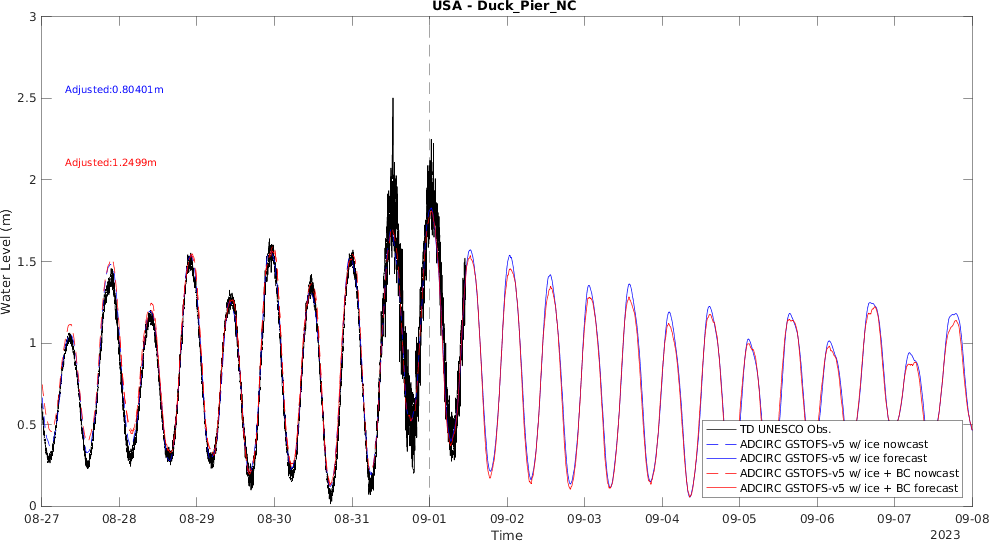 USA - Duck_Pier_NC
3
2.5
2
1.5
1
0.5
0
Water Level (m)
Adjusted:0.80401m
Adjusted:1.2499m
TD UNESCO Obs.
ADCIRC GSTOFS-v5 w/ ice nowcast
ADCIRC GSTOFS-v5 w/ ice forecast
ADCIRC GSTOFS-v5 w/ ice + BC nowcast
ADCIRC GSTOFS-v5 w/ ice + BC forecast
08-27 08-28 08-29 08-30 08-31 09-01 09-02 09-03 09-04 09-05 09-06 09-07 09-08
Time
2023